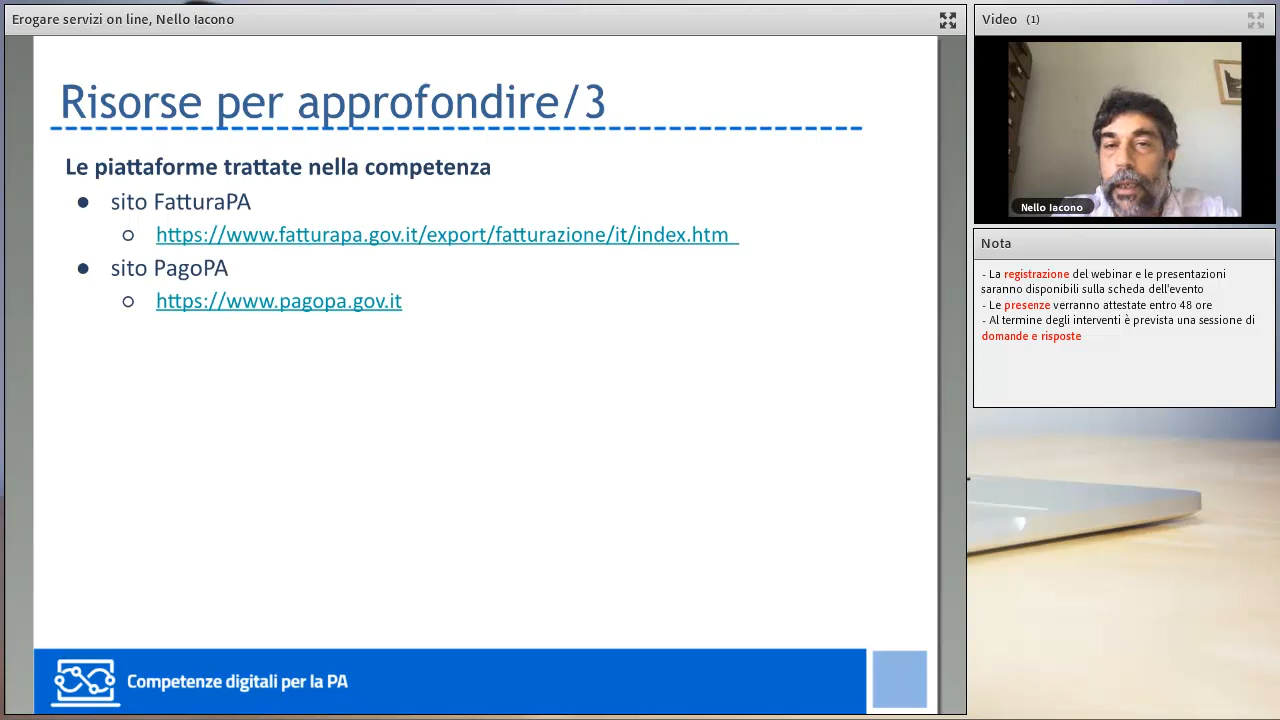 Erogare servizi on line, Nello Iacono
Risorse per approfondire/3
Le piattaforme trattate nella competenza
● sito FatturaPA
○ https://www.fatturapa.gov.it/export/fatturazione/it/index.htm
● sito PagoPA
○ https://www.pagopa.gov.it
Competenze digitali per la PA
Video (1)
Nello Iacono
Nota
- La registrazione del webinar e le presentazioni
saranno disponibili sulla scheda dell'evento
- Le presenze verranno attestate entro 48 ore
- Al termine degli interventi è prevista una sessione di
domande e risposte